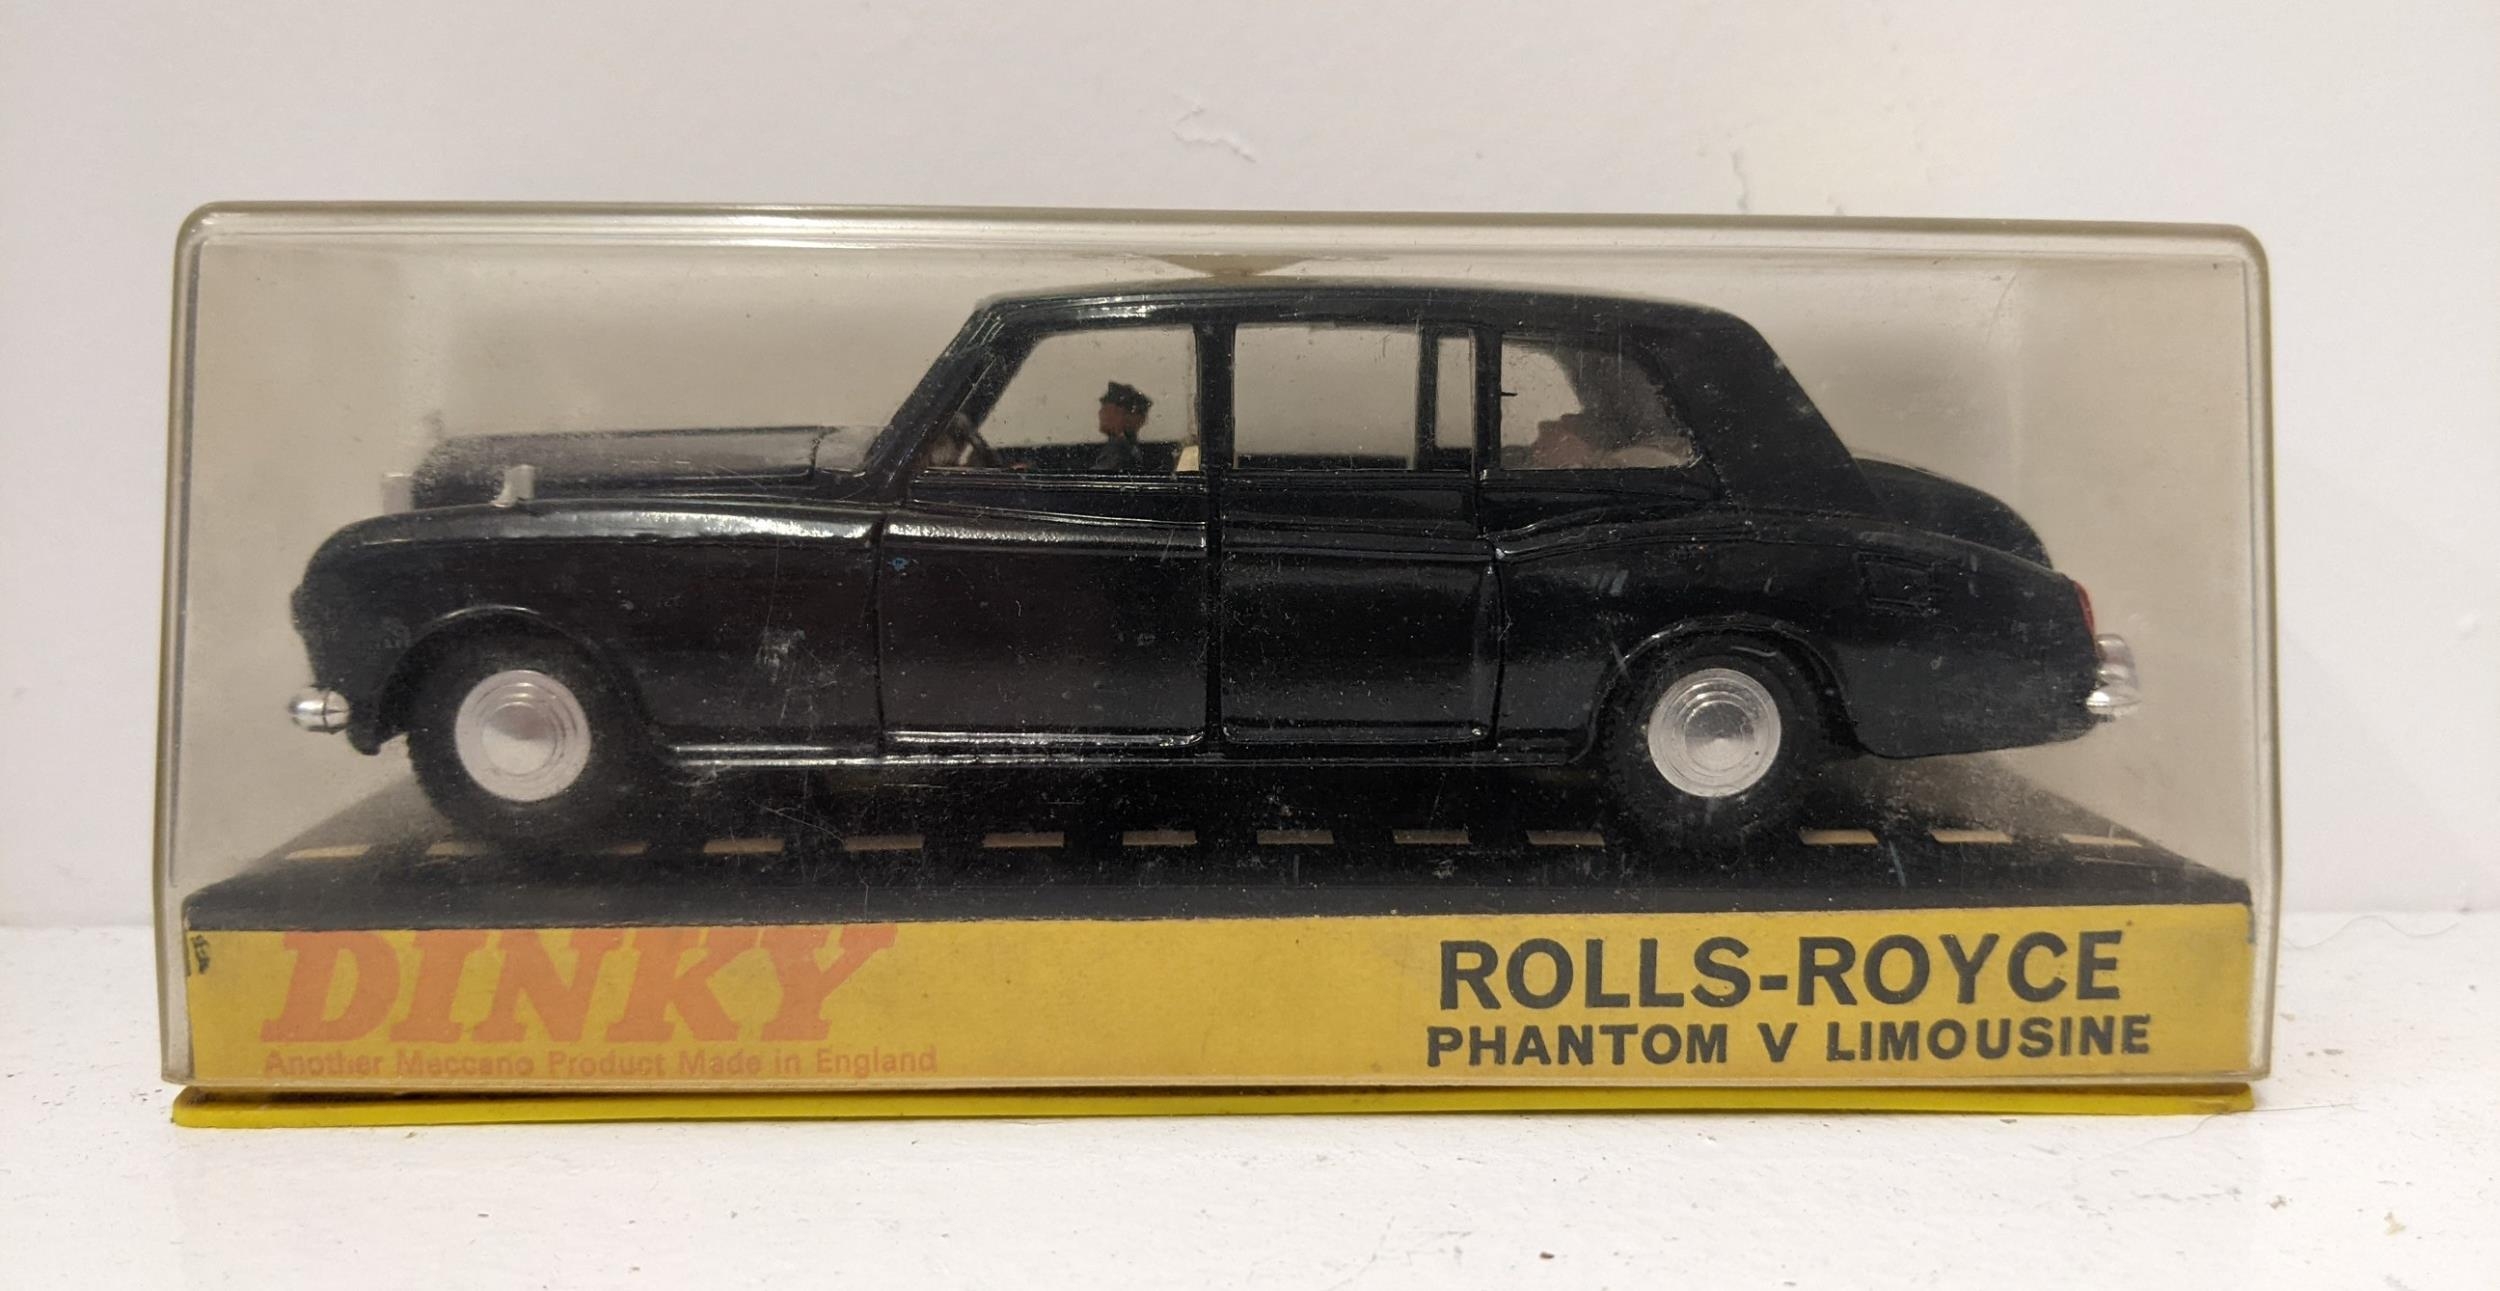 DINKY
Another Meccano Product Made in England
ROLLS-ROYCE
PHANTOM V LIMOUSINE